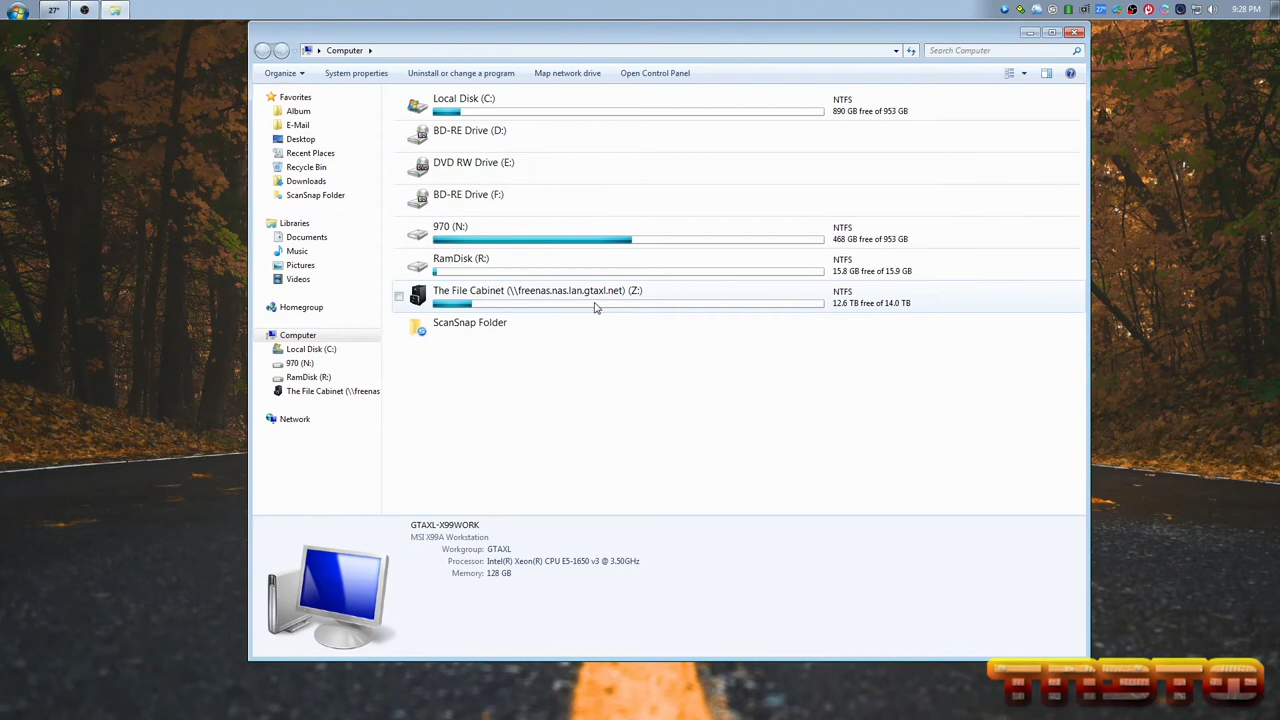 27°
27°
9:28 PM
Computer
Search Computer
Organize
System properties
Uninstall or change a program
Map network drive
Open Control Panel
Favorites
Album
E-Mail
Desktop
Recent Places
Recycle Bin
Downloads
ScanSnap Folder
Libraries
Documents
Music
Pictures
Videos
Homegroup
Computer
Local Disk (C:)
970 (N:)
RamDisk (R:)
The File Cabinet (\\freenas
Network
Local Disk (C:)
NTFS
890 GB free of 953 GB
BD-RE Drive (D:)
DVD RW Drive (E:)
BD-RE Drive (F:)
970 (N:)
NTFS
468 GB free of 953 GB
RamDisk (R:)
NTFS
15.8 GB free of 15.9 GB
The File Cabinet (\\freenas.nas.lan.gtaxl.net) (Z:)
NTFS
12.6 TB free of 14.0 TB
ScanSnap Folder
GTAXL-X99WORK
MSI X99A Workstation
Workgroup: GTAXL
Processor: Intel(R) Xeon(R) CPU E5-1650 v3 @ 3.50GHz
Memory: 128 GB